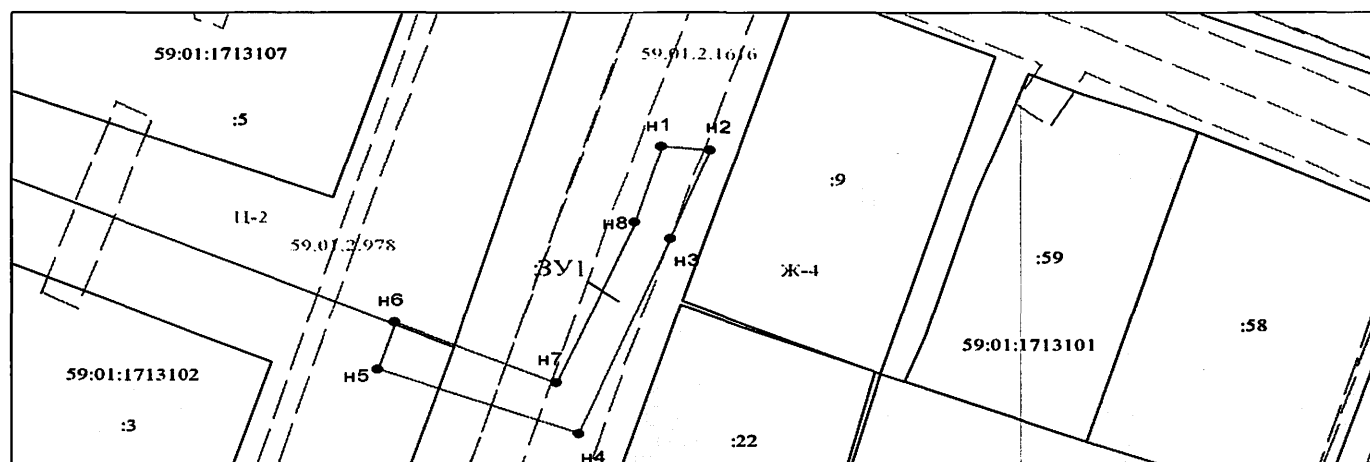 59:01:1713107
59.01.2.1616
:5
н1
н2
:9
П-2
59.01.2.978
н8
н3
:ЗУ1
Ж-4
:59
н6
:58
59:01:1713101
н7
59:01:1713102
н5
:3
:22
н4